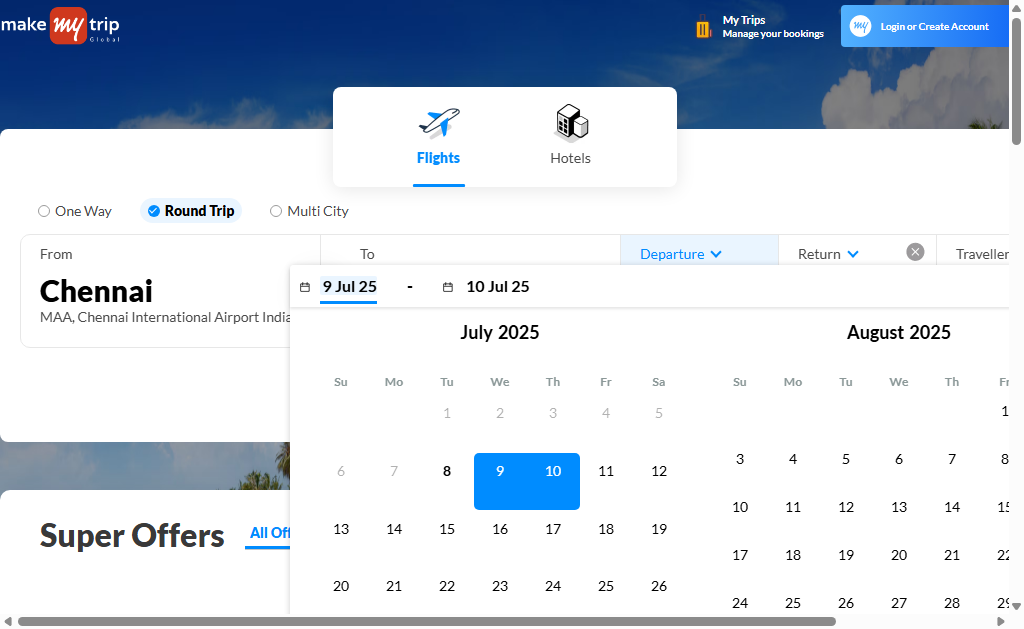 make my trip
Global
My Trips
Manage your bookings
my
Login or Create Account
Flights
Hotels
One Way
Round Trip
Multi City
From
To
Departure
Return
Traveller
Chennai
MAA, Chennai International Airport India
9 Jul 25 - 10 Jul 25
July 2025
Su Mo Tu We Th Fr Sa
1 2 3 4 5
6 7 8 9 10 11 12
13 14 15 16 17 18 19
20 21 22 23 24 25 26
August 2025
Su Mo Tu We Th Fr
1
3 4 5 6 7 8
10 11 12 13 14 15
17 18 19 20 21 22
24 25 26 27 28 29
Super Offers
All Off